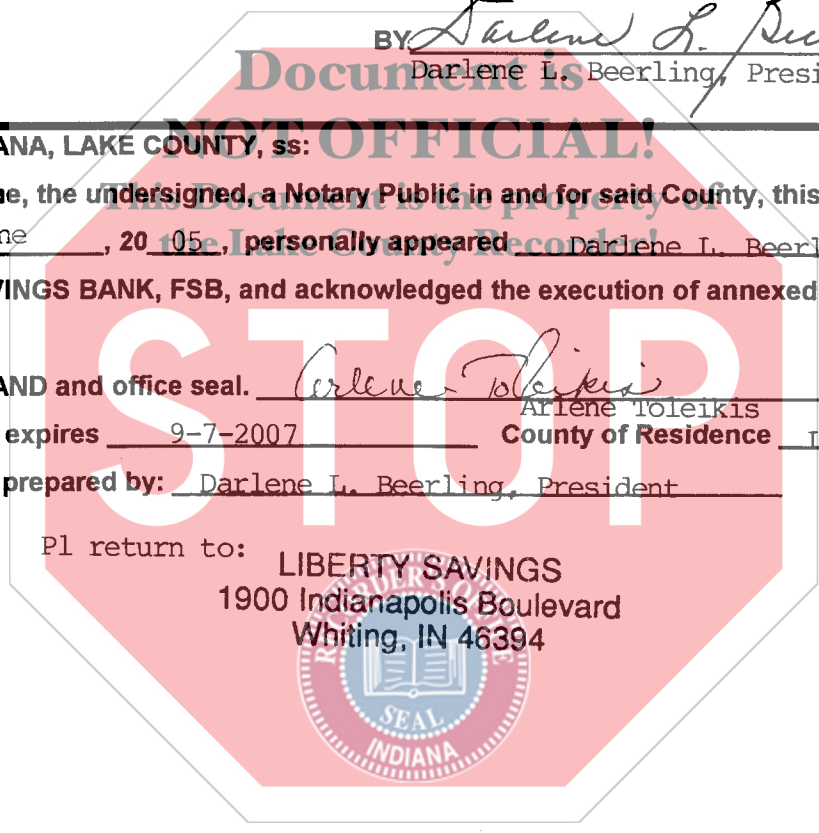 BY Darlene L.
Darlene L. Beerling, Presi
Document is
NOT OFFICIAL!
ANA, LAKE COUNTY, ss:
e, the undersigned, a Notary Public in and for said County, this
This Document is the property of
ne , 20 05 , personally appeared Darlene L. Beerl
the Lake County Recorder!
INGS BANK, FSB, and acknowledged the execution of annexed
STOP
AND and office seal. Arlene Toleikis
Arlene Toleikis
expires 9-7-2007 County of Residence
prepared by: Darlene L. Beerling, President
Pl return to:
LIBERTY SAVINGS
1900 Indianapolis Boulevard
Whiting, IN 46394
RECORDER'S OFFICE
SEAL
INDIANA